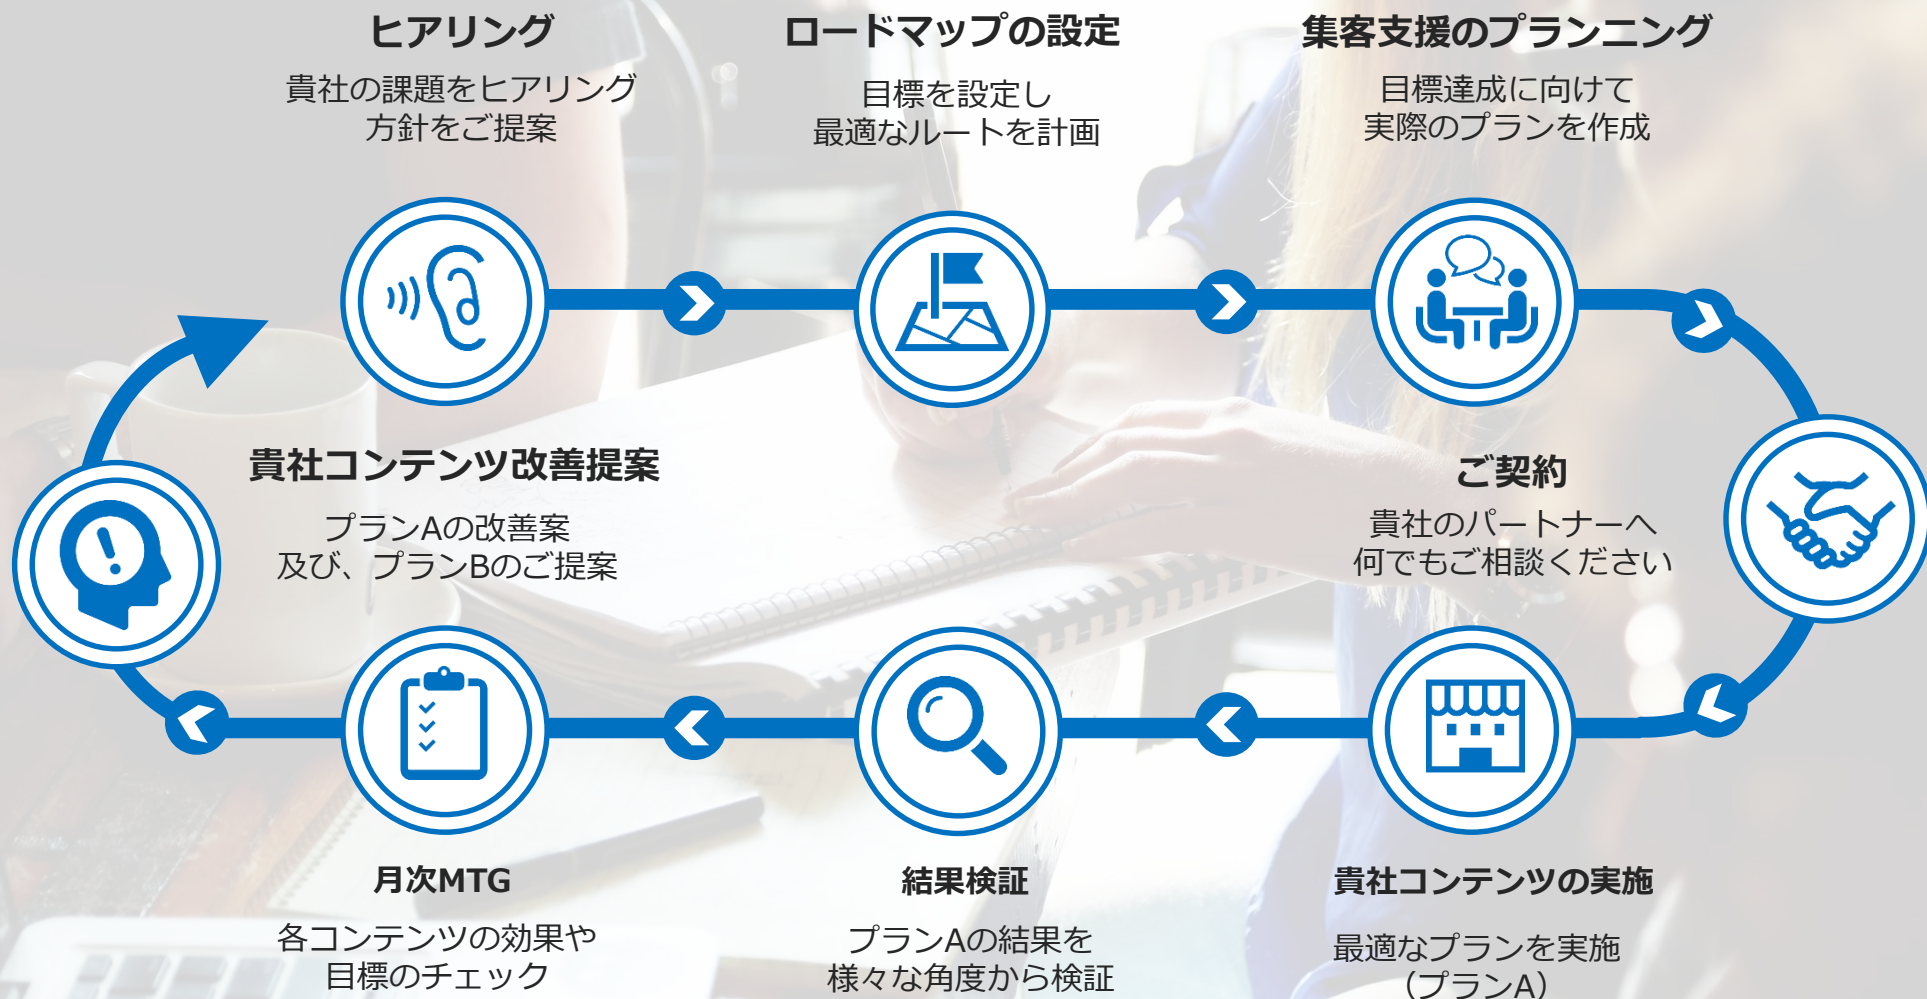 ヒアリング
貴社の課題をヒアリング
方針をご提案
ロードマップの設定
目標を設定し
最適なルートを計画
集客支援のプランニング
目標達成に向けて
実際のプランを作成
ご契約
貴社のパートナーへ
何でもご相談ください
貴社コンテンツの実施
最適なプランを実施
（プランA）
結果検証
プランAの結果を
様々な角度から検証
月次MTG
各コンテンツの効果や
目標のチェック
貴社コンテンツ改善提案
プランAの改善案
及び、プランBのご提案